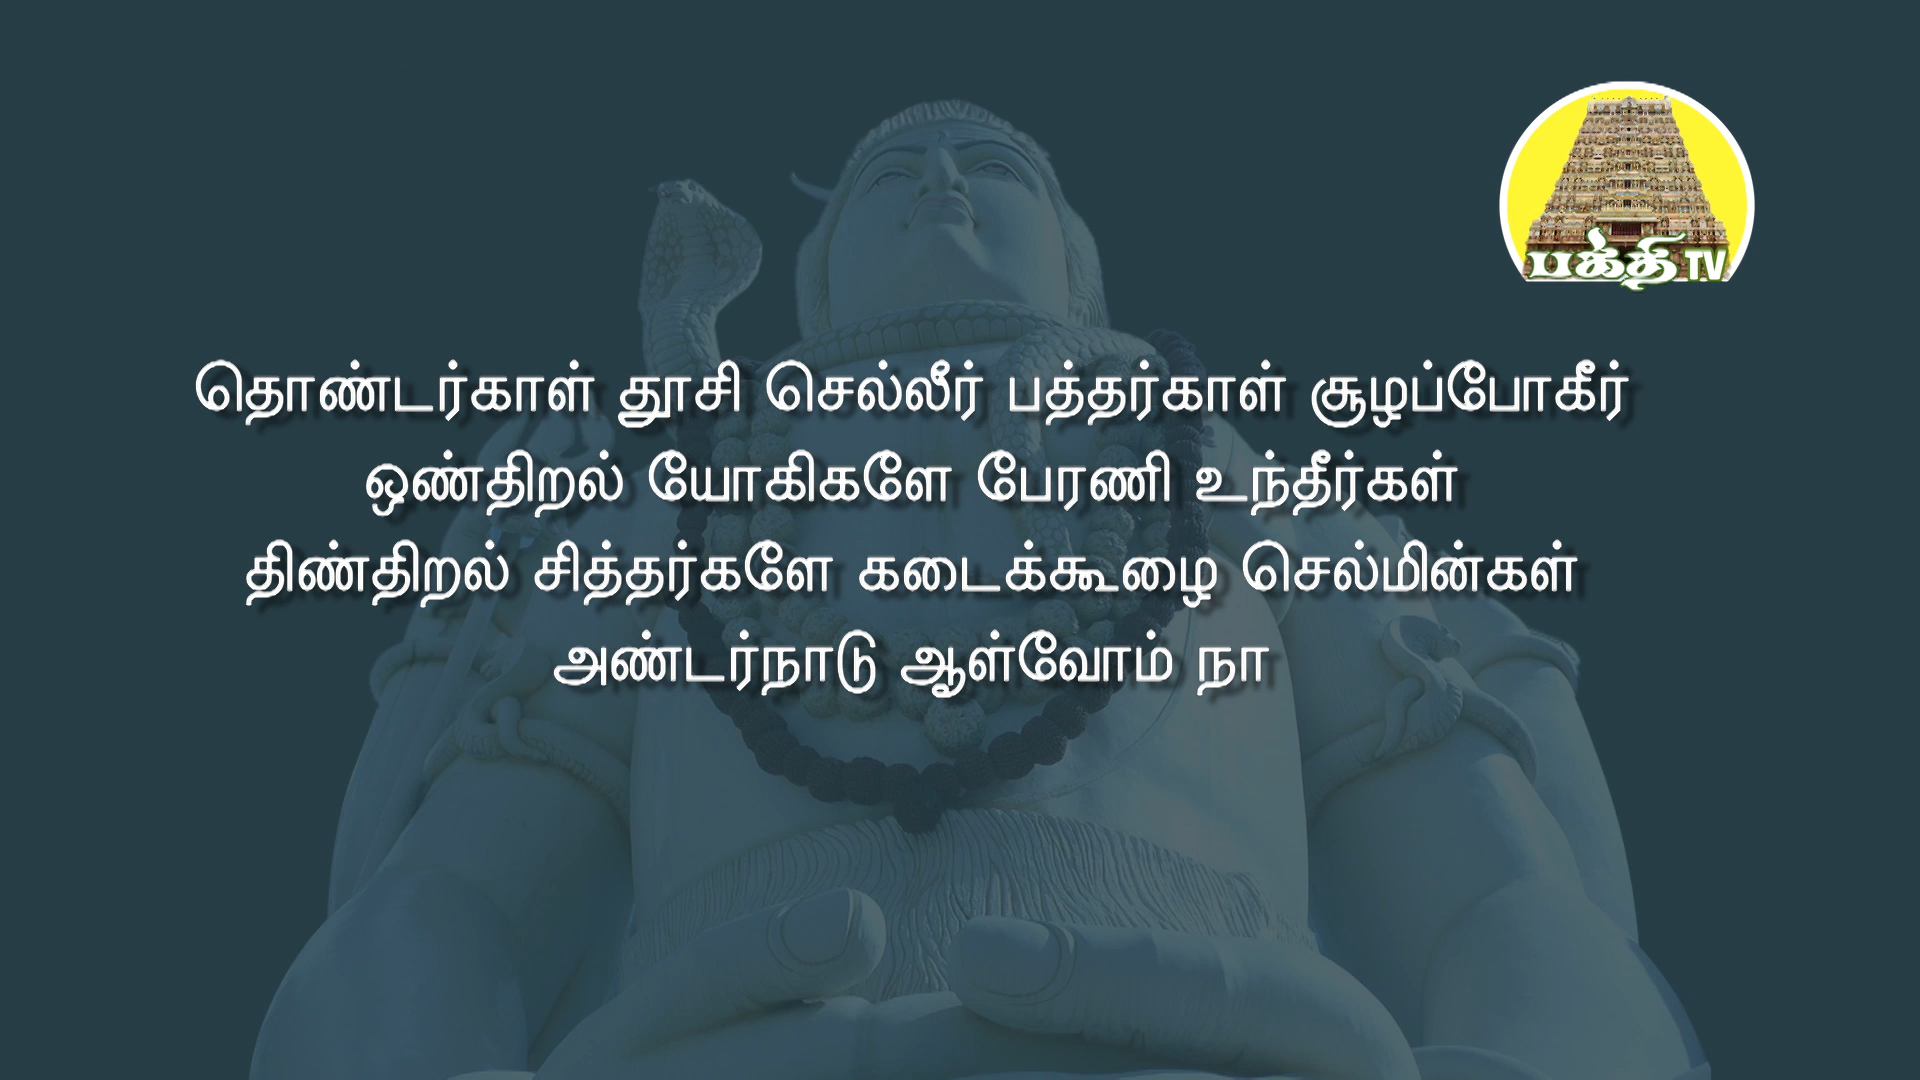 பக்தி TV
தொண்டர்காள் தூசி செல்லீர் பத்தர்காள் சூழப்போகீர்
ஒண்திறல் யோகிகளே பேரணி உந்தீர்கள்
திண்திறல் சித்தர்களே கடைக்கூழை செல்மின்கள்
அண்டர்நாடு ஆள்வோம் நா